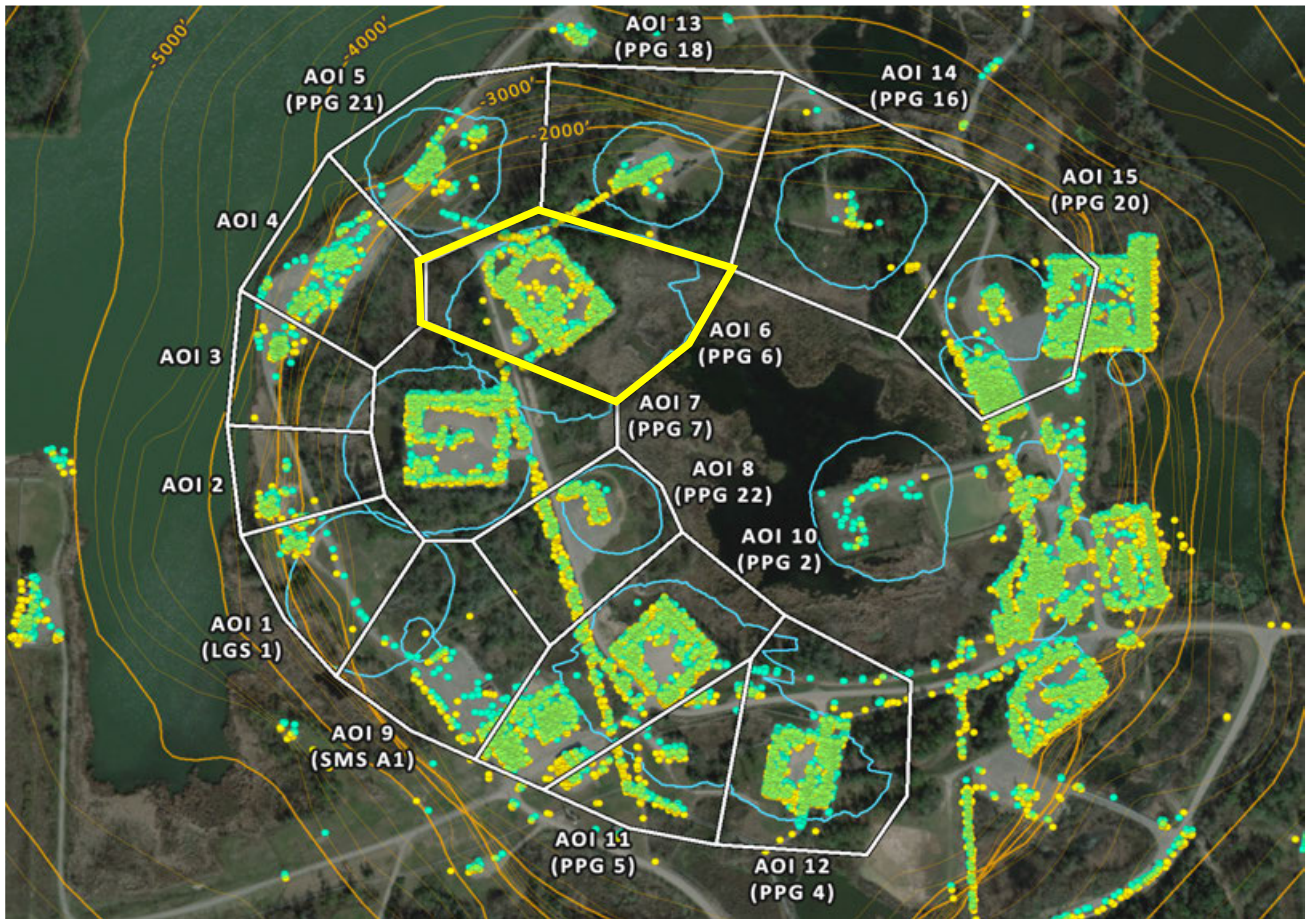 -5000'
-4000'
-3000'
-2000'
AOI 13
(PPG 18)
AOI 5
(PPG 21)
AOI 14
(PPG 16)
AOI 15
(PPG 20)
AOI 4
AOI 6
(PPG 6)
AOI 3
AOI 7
(PPG 7)
AOI 8
(PPG 22)
AOI 2
AOI 10
(PPG 2)
AOI 1
(LGS 1)
AOI 9
(SMS A1)
AOI 11
(PPG 5)
AOI 12
(PPG 4)